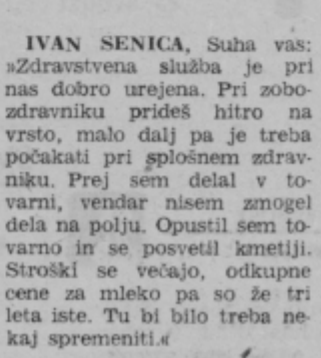 IVAN SENICA, Suha vas:
»Zdravstvena služba je pri
nas dobro urejena. Pri zobo-
zdravniku prideš hitro na
vrsto, malo dalj pa je treba
počakati pri splošnem zdrav-
niku. Prej sem delal v to-
varni, vendar nisem zmogel
dela na polju. Opustil sem to-
varno in se posvetil kmetiji.
Stroški se večajo, odkupne
cene za mleko pa so že tri
leta iste. Tu bi bilo treba ne-
kaj spremeniti.«